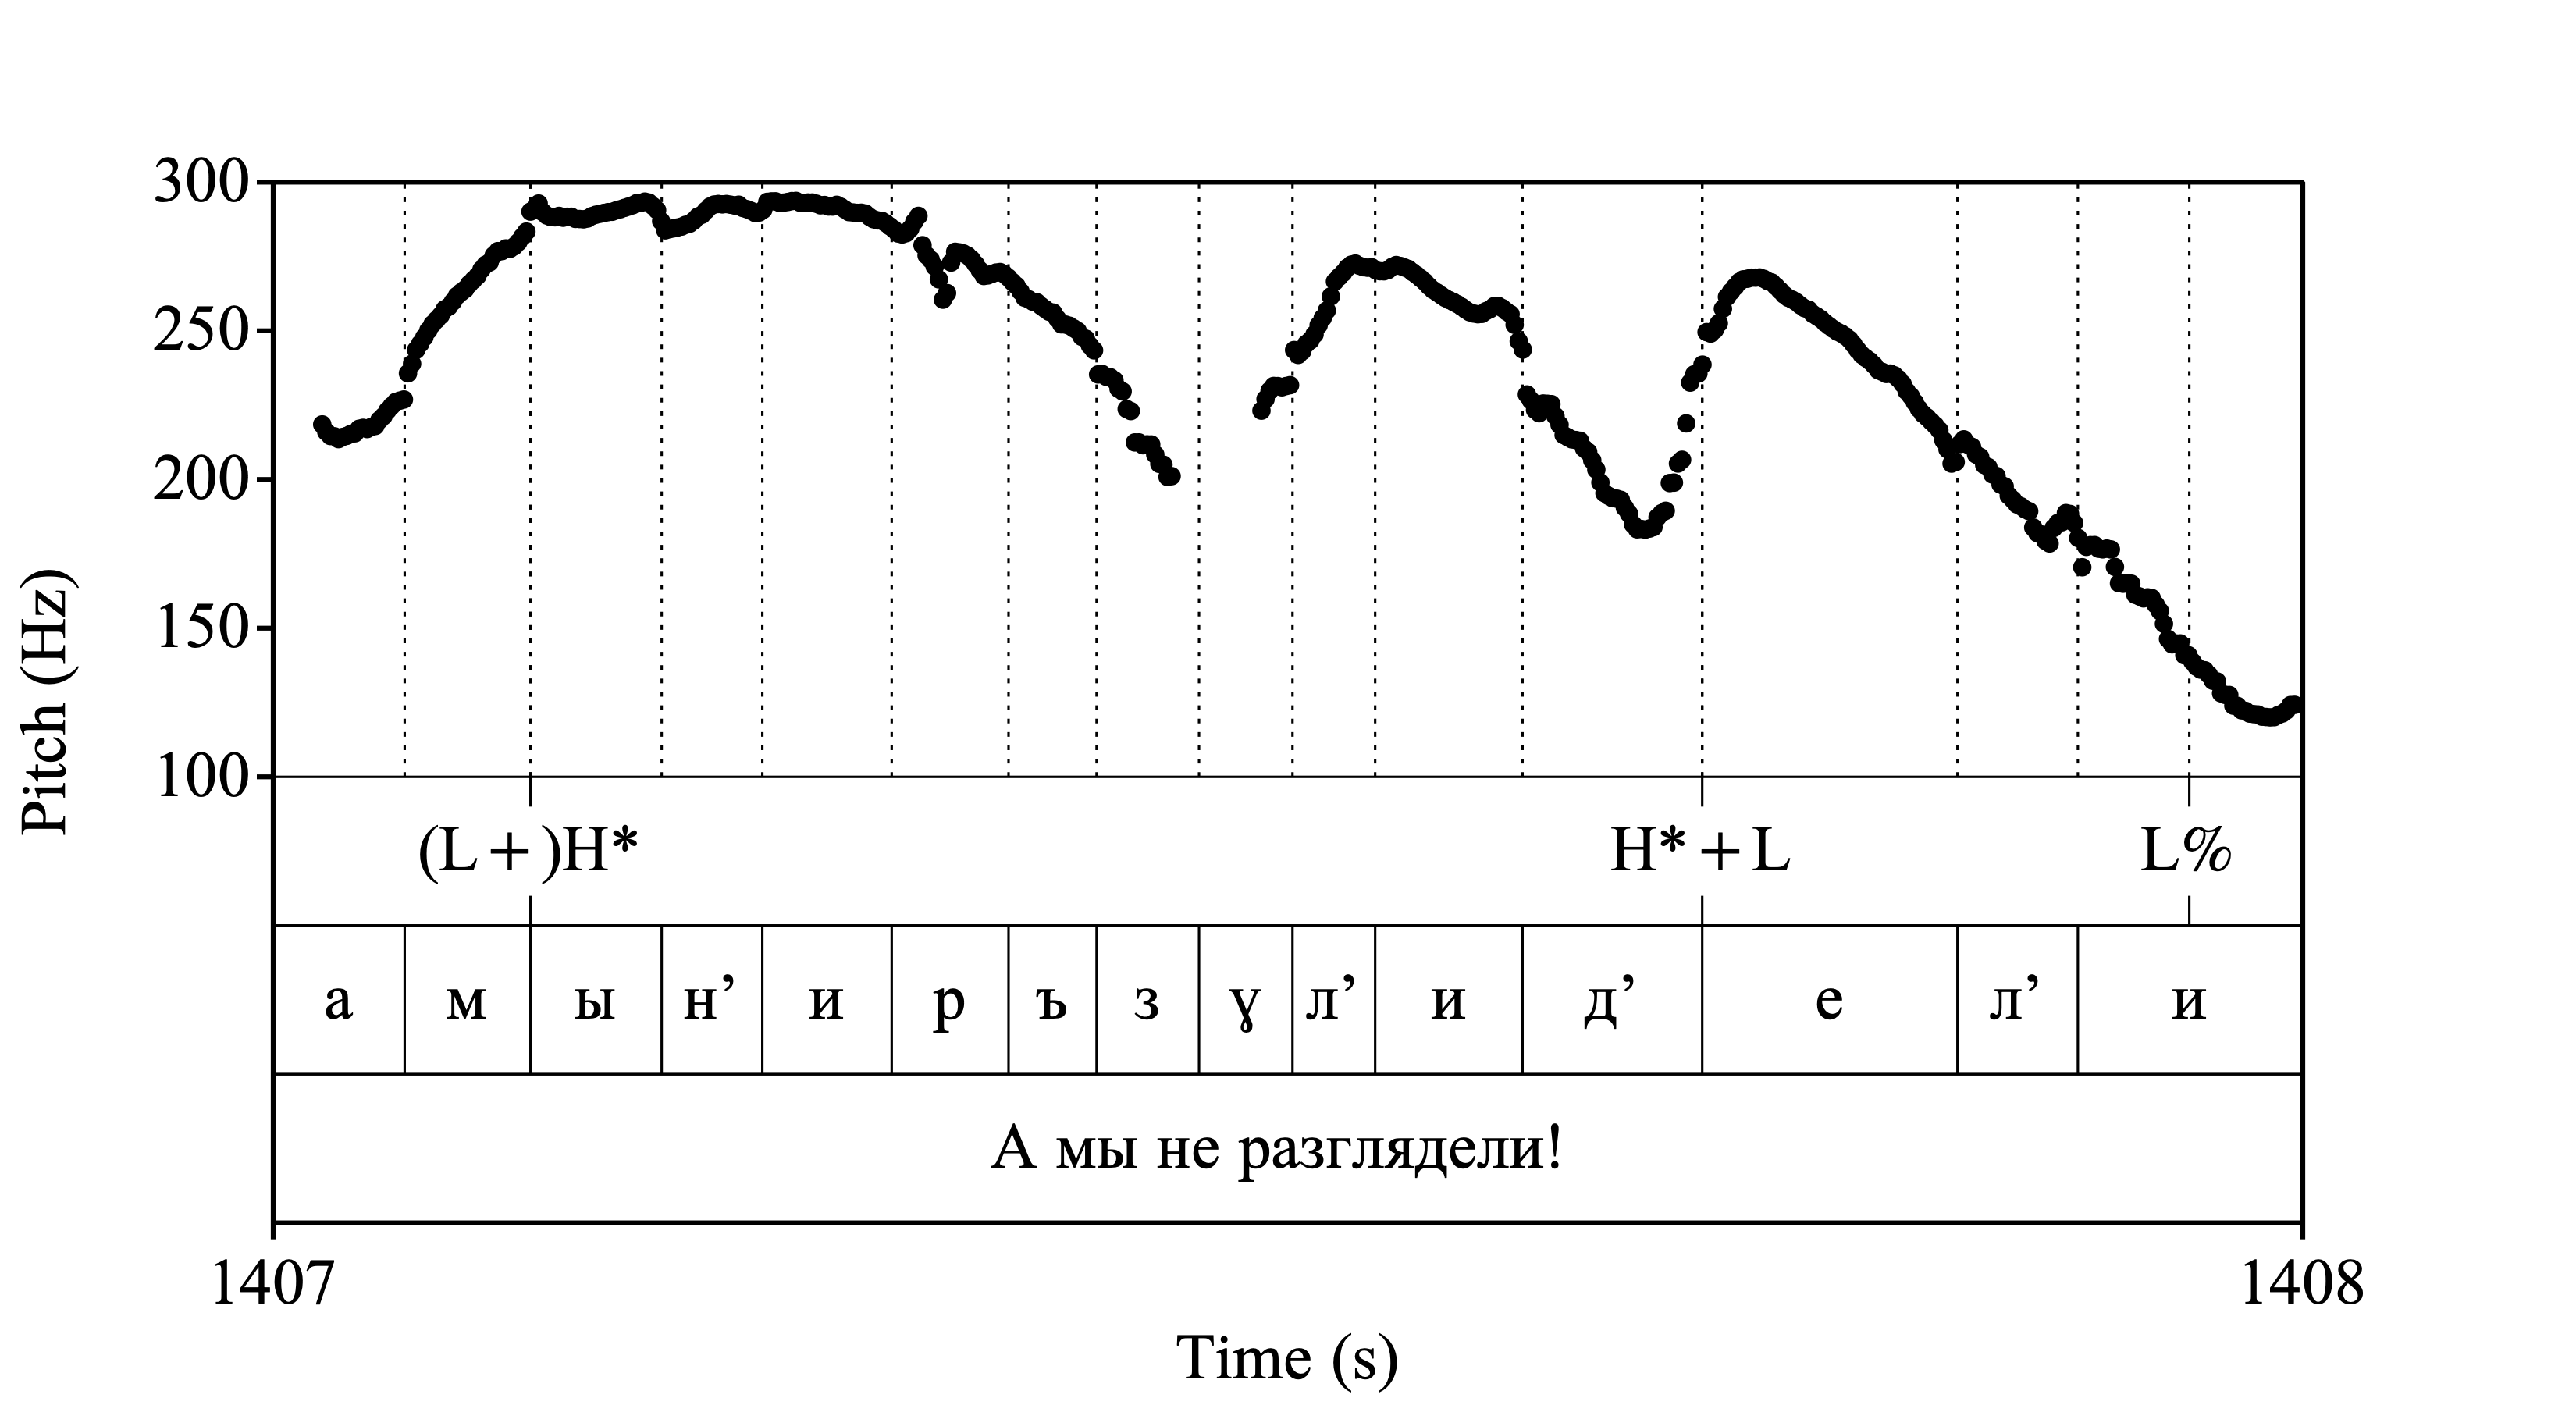 300
250
200
150
100
Pitch (Hz)
(L+)H* H*+L L%
а м ы н’ и р ъ з ɣ л’ и д’ е л’ и
А мы не разглядели!
1407 1408
Time (s)